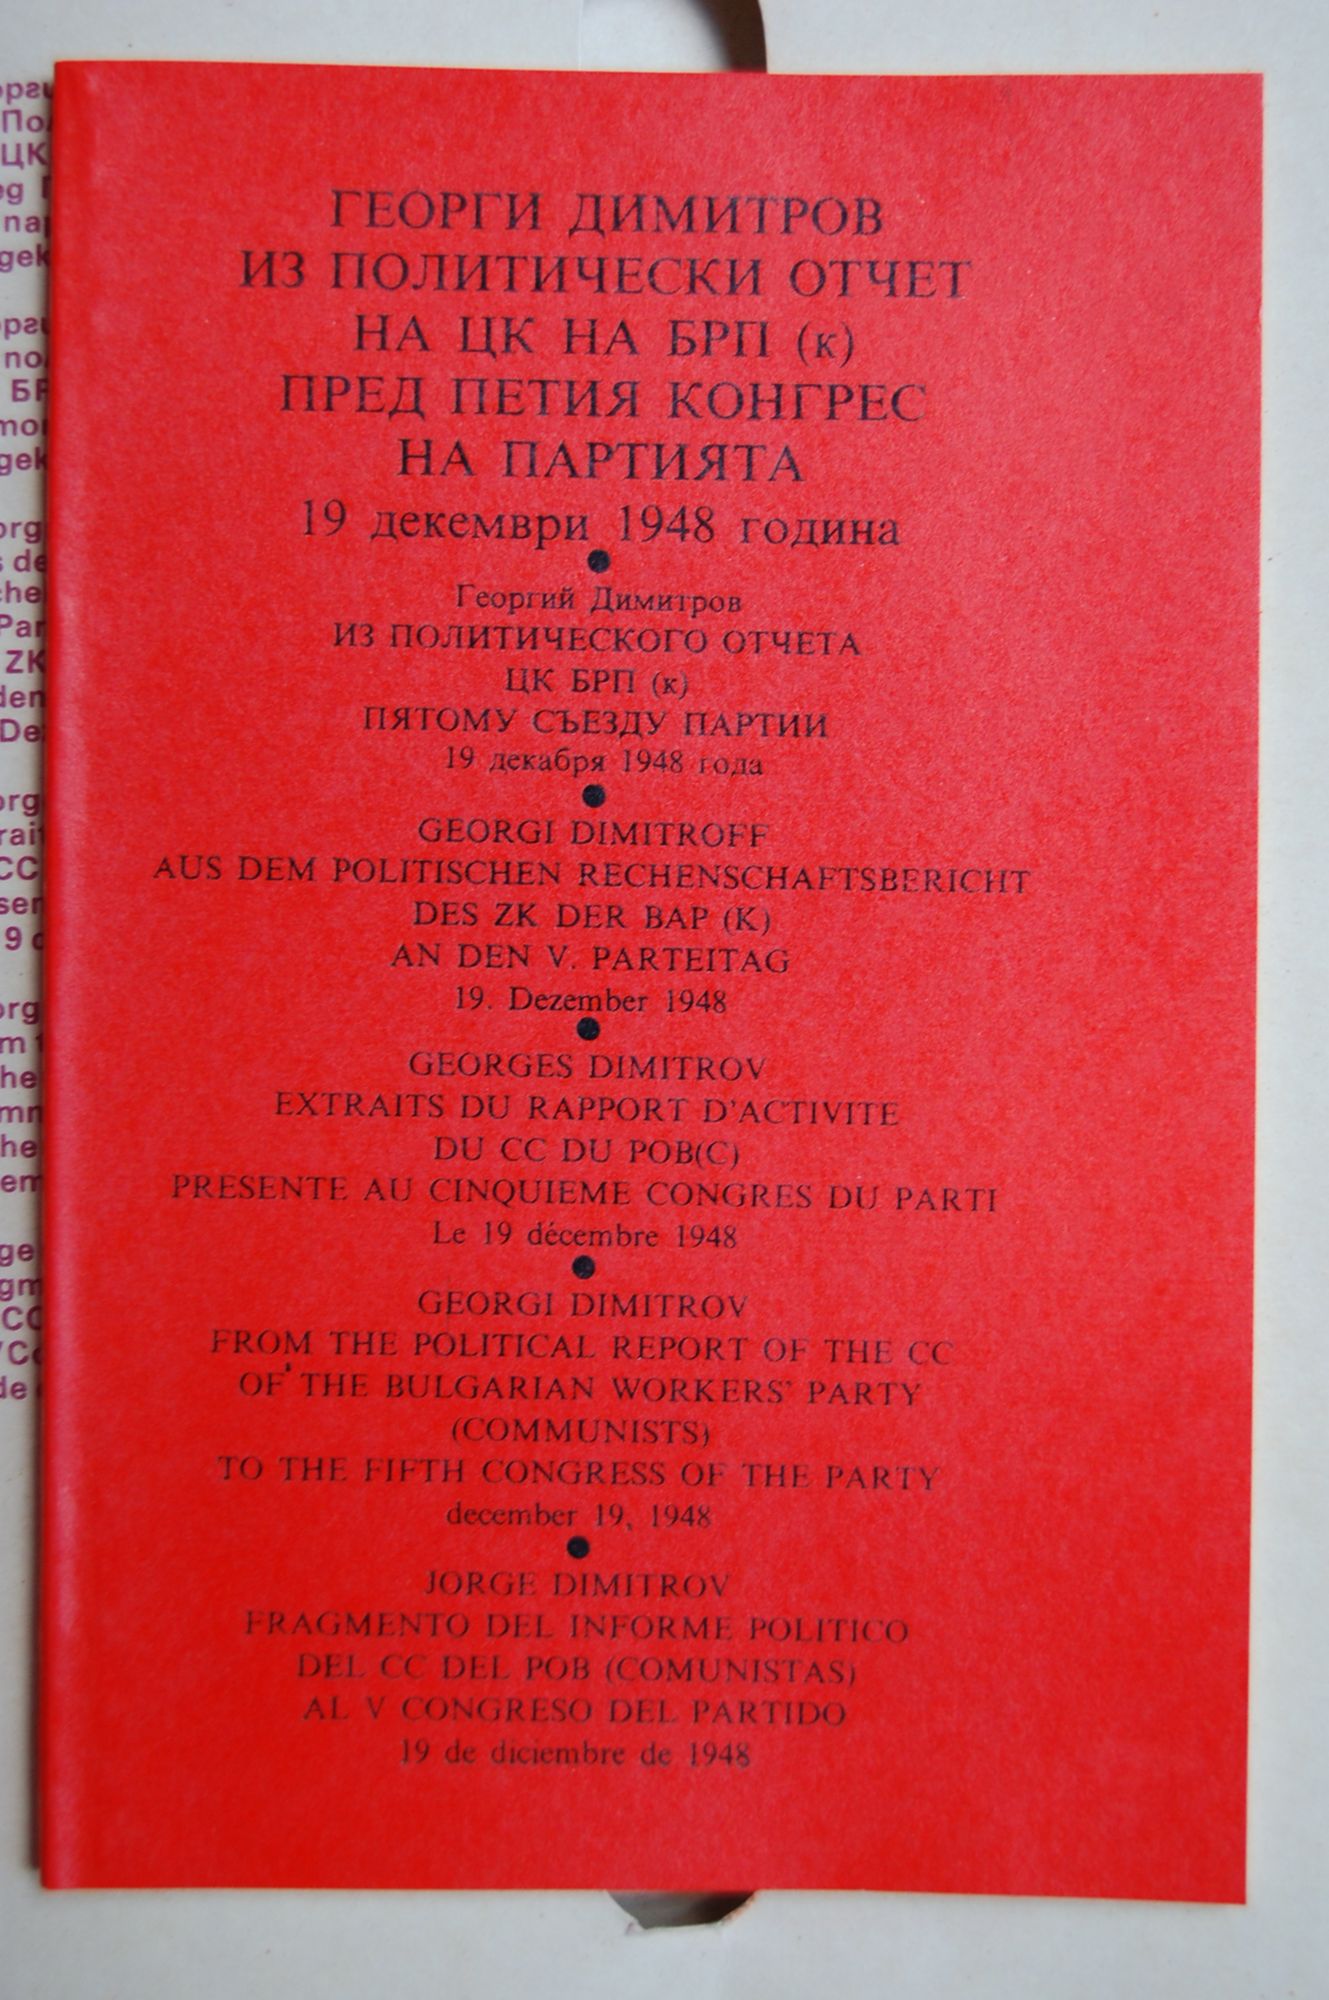 ГЕОРГИ ДИМИТРОВ
ИЗ ПОЛИТИЧЕСКИ ОТЧЕТ
НА ЦК НА БРП (к)
ПРЕД ПЕТИЯ КОНГРЕС
НА ПАРТИЯТА
19 декември 1948 година
Георгий Димитров
ИЗ ПОЛИТИЧЕСКОГО ОТЧЕТА
ЦК БРП (к)
ПЯТОМУ СЪЕЗДУ ПАРТИИ
19 декабря 1948 года
GEORGI DIMITROFF
AUS DEM POLITISCHEN RECHENSCHAFTSBERICHT
DES ZK DER BAP (K)
AN DEN V. PARTEITAG
19. Dezember 1948
GEORGES DIMITROV
EXTRAITS DU RAPPORT D'ACTIVITE
DU CC DU POB(C)
PRESENTE AU CINQUIEME CONGRES DU PARTI
Le 19 décembre 1948
GEORGI DIMITROV
FROM THE POLITICAL REPORT OF THE CC
OF THE BULGARIAN WORKERS' PARTY
(COMMUNISTS)
TO THE FIFTH CONGRESS OF THE PARTY
december 19, 1948
JORGE DIMITROV
FRAGMENTO DEL INFORME POLITICO
DEL CC DEL POB (COMUNISTAS)
AL V CONGRESO DEL PARTIDO
19 de diciembre de 1948